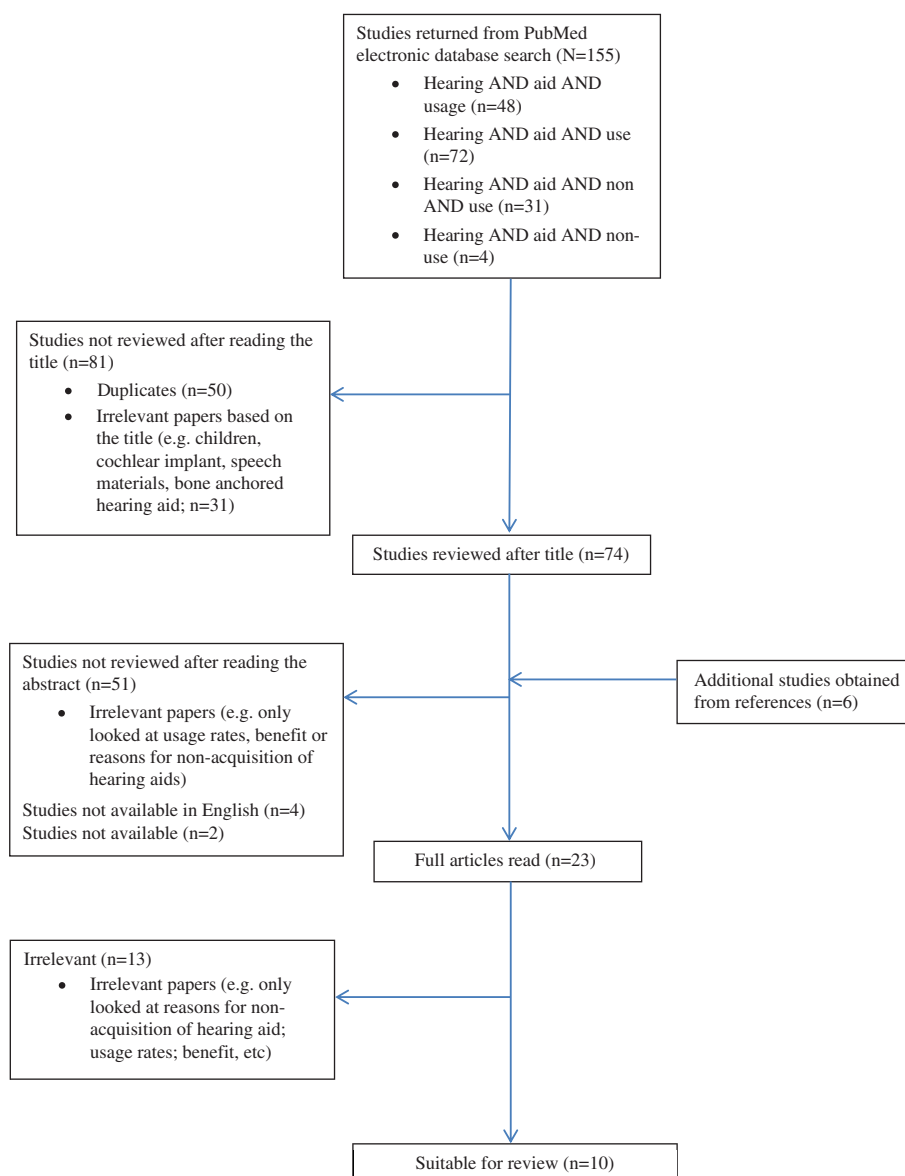 Studies returned from PubMed
electronic database search (N=155)
• Hearing AND aid AND
usage (n=48)
• Hearing AND aid AND use
(n=72)
• Hearing AND aid AND non
AND use (n=31)
• Hearing AND aid AND non-
use (n=4)
Studies not reviewed after reading the
title (n=81)
• Duplicates (n=50)
• Irrelevant papers based on
the title (e.g. children,
cochlear implant, speech
materials, bone anchored
hearing aid; n=31)
Studies reviewed after title (n=74)
Studies not reviewed after reading the
abstract (n=51)
• Irrelevant papers (e.g. only
looked at usage rates, benefit or
reasons for non-acquisition of
hearing aids)
Studies not available in English (n=4)
Studies not available (n=2)
Additional studies obtained
from references (n=6)
Full articles read (n=23)
Irrelevant (n=13)
• Irrelevant papers (e.g. only
looked at reasons for non-
acquisition of hearing aid;
usage rates; benefit, etc)
Suitable for review (n=10)